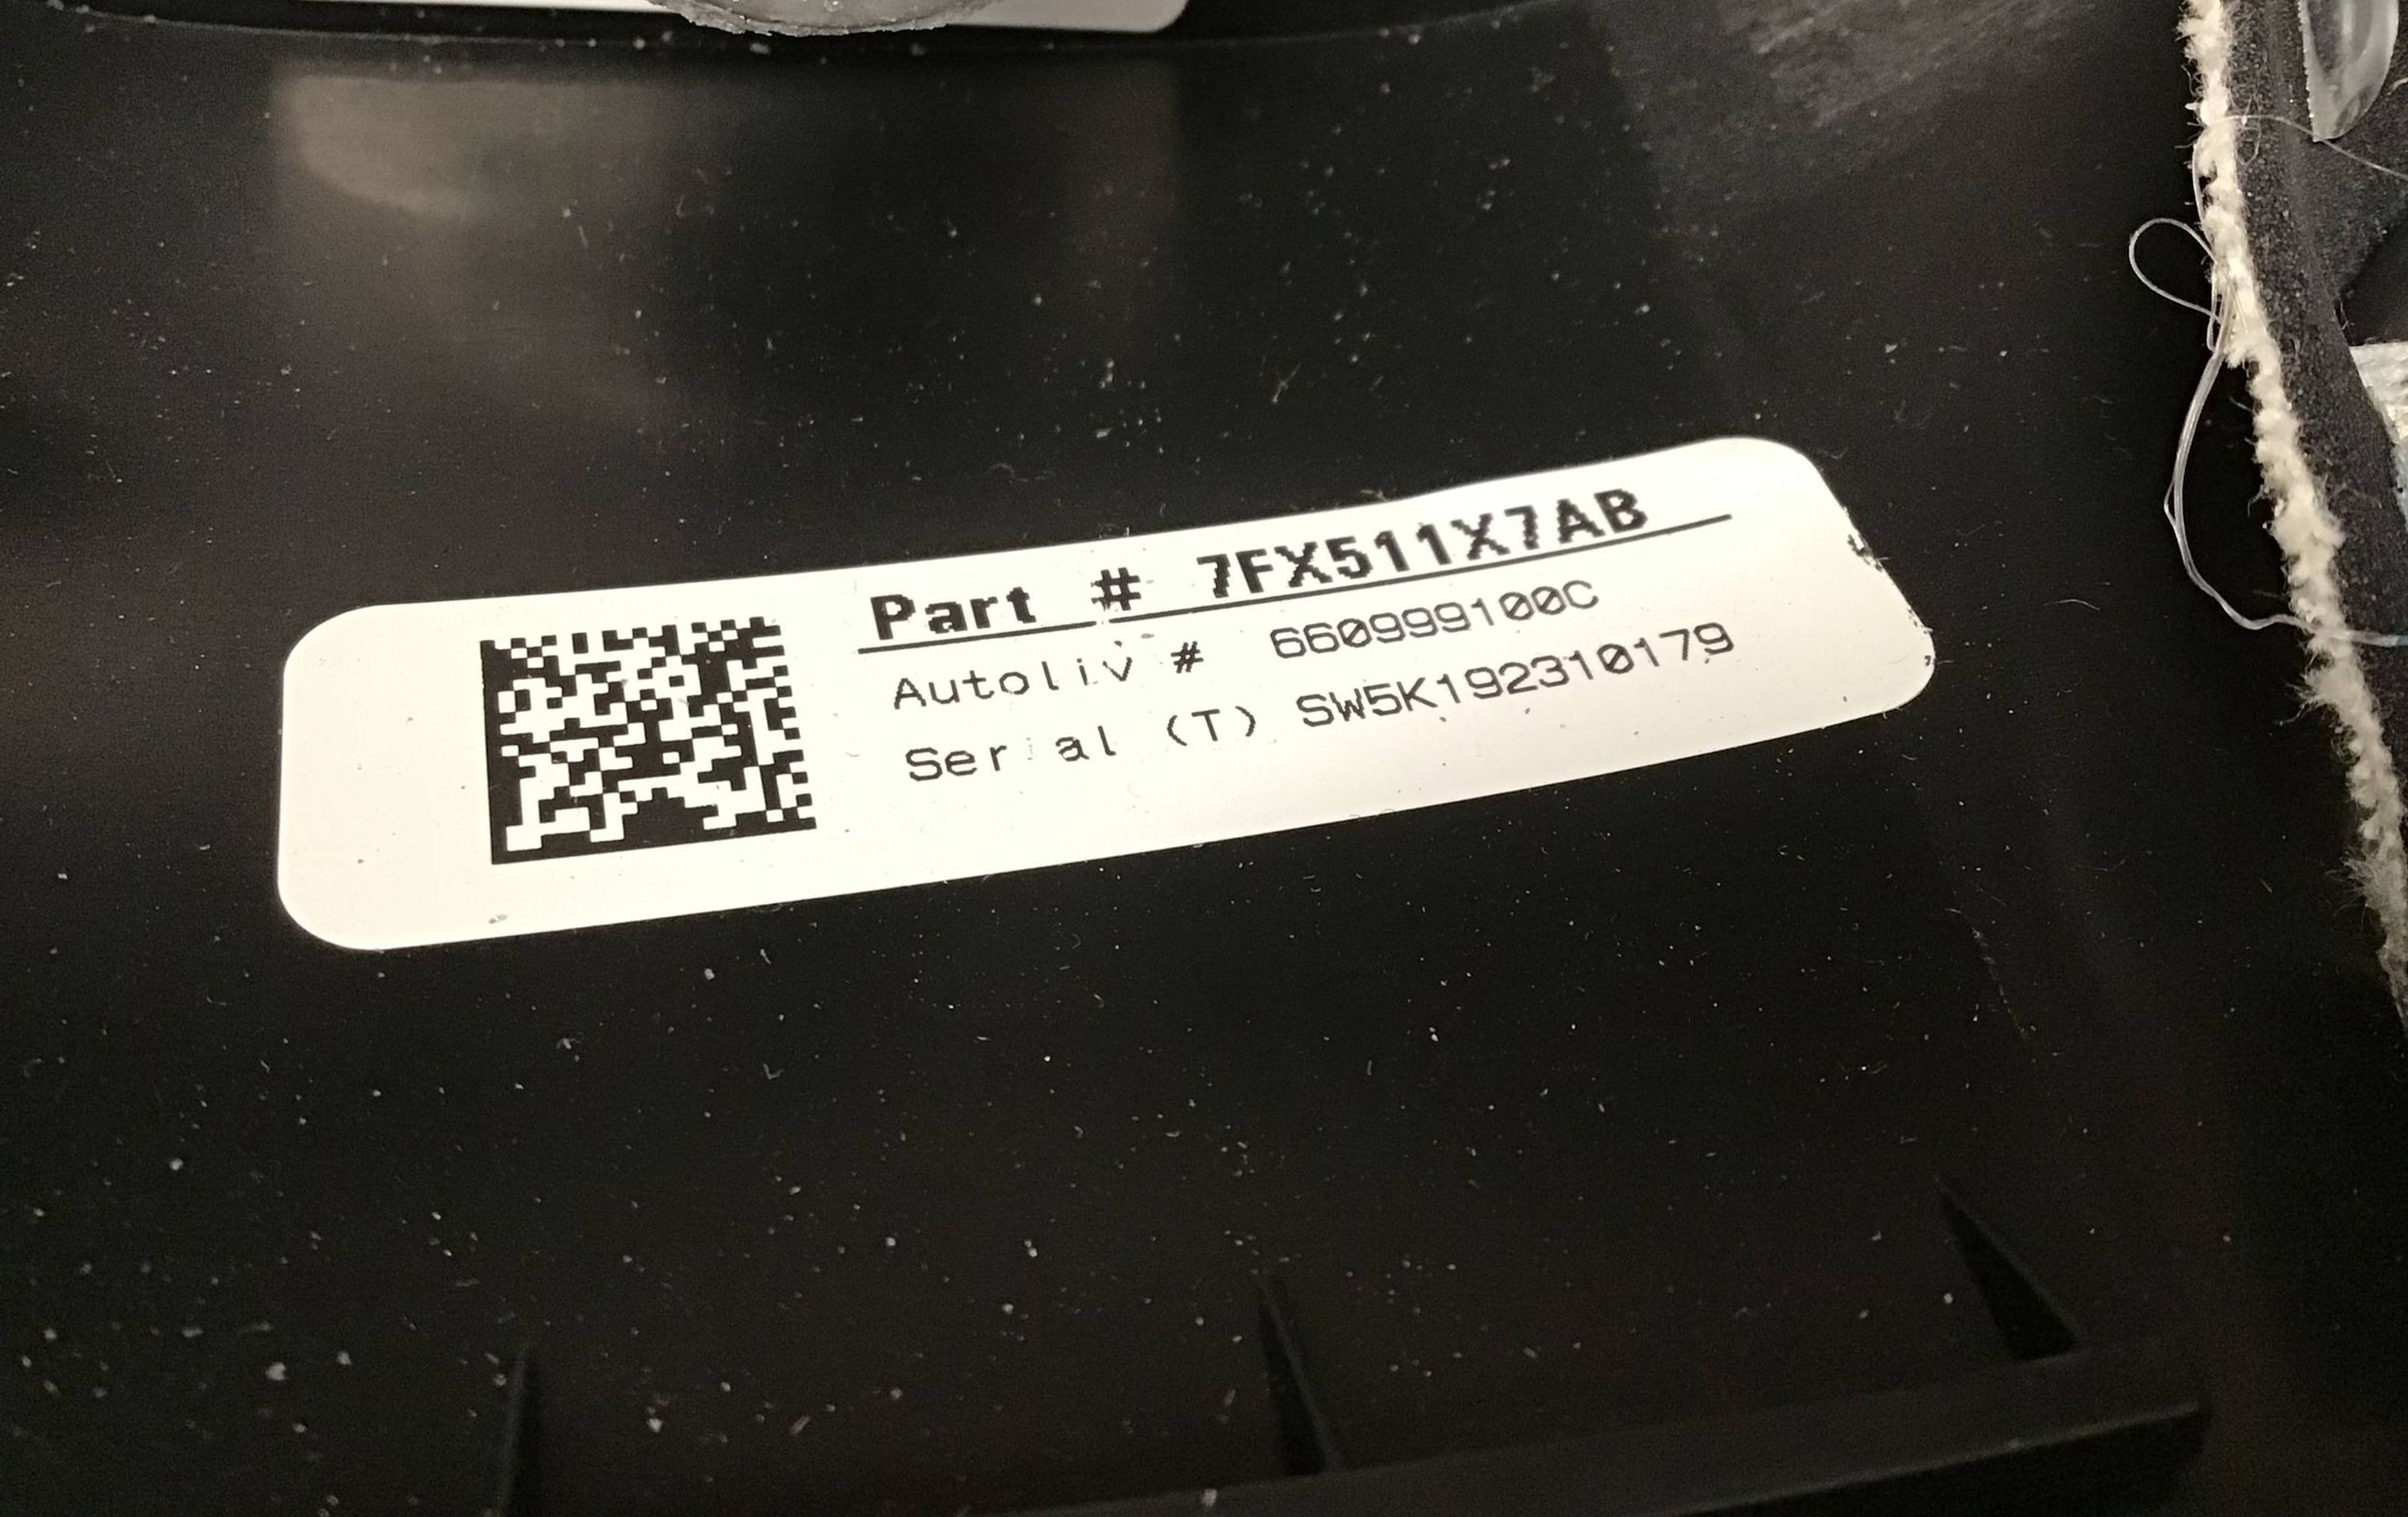 Part # 7FX511X7AB
Autoliv # 660999100C
Serial (T) SW5K192310179